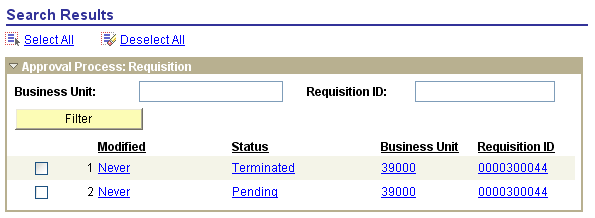 Search Results
Select All Deselect All
Approval Process: Requisition
Business Unit: Requisition ID:
Filter
Modified Status Business Unit Requisition ID
1 Never Terminated 39000 0000300044
2 Never Pending 39000 0000300044